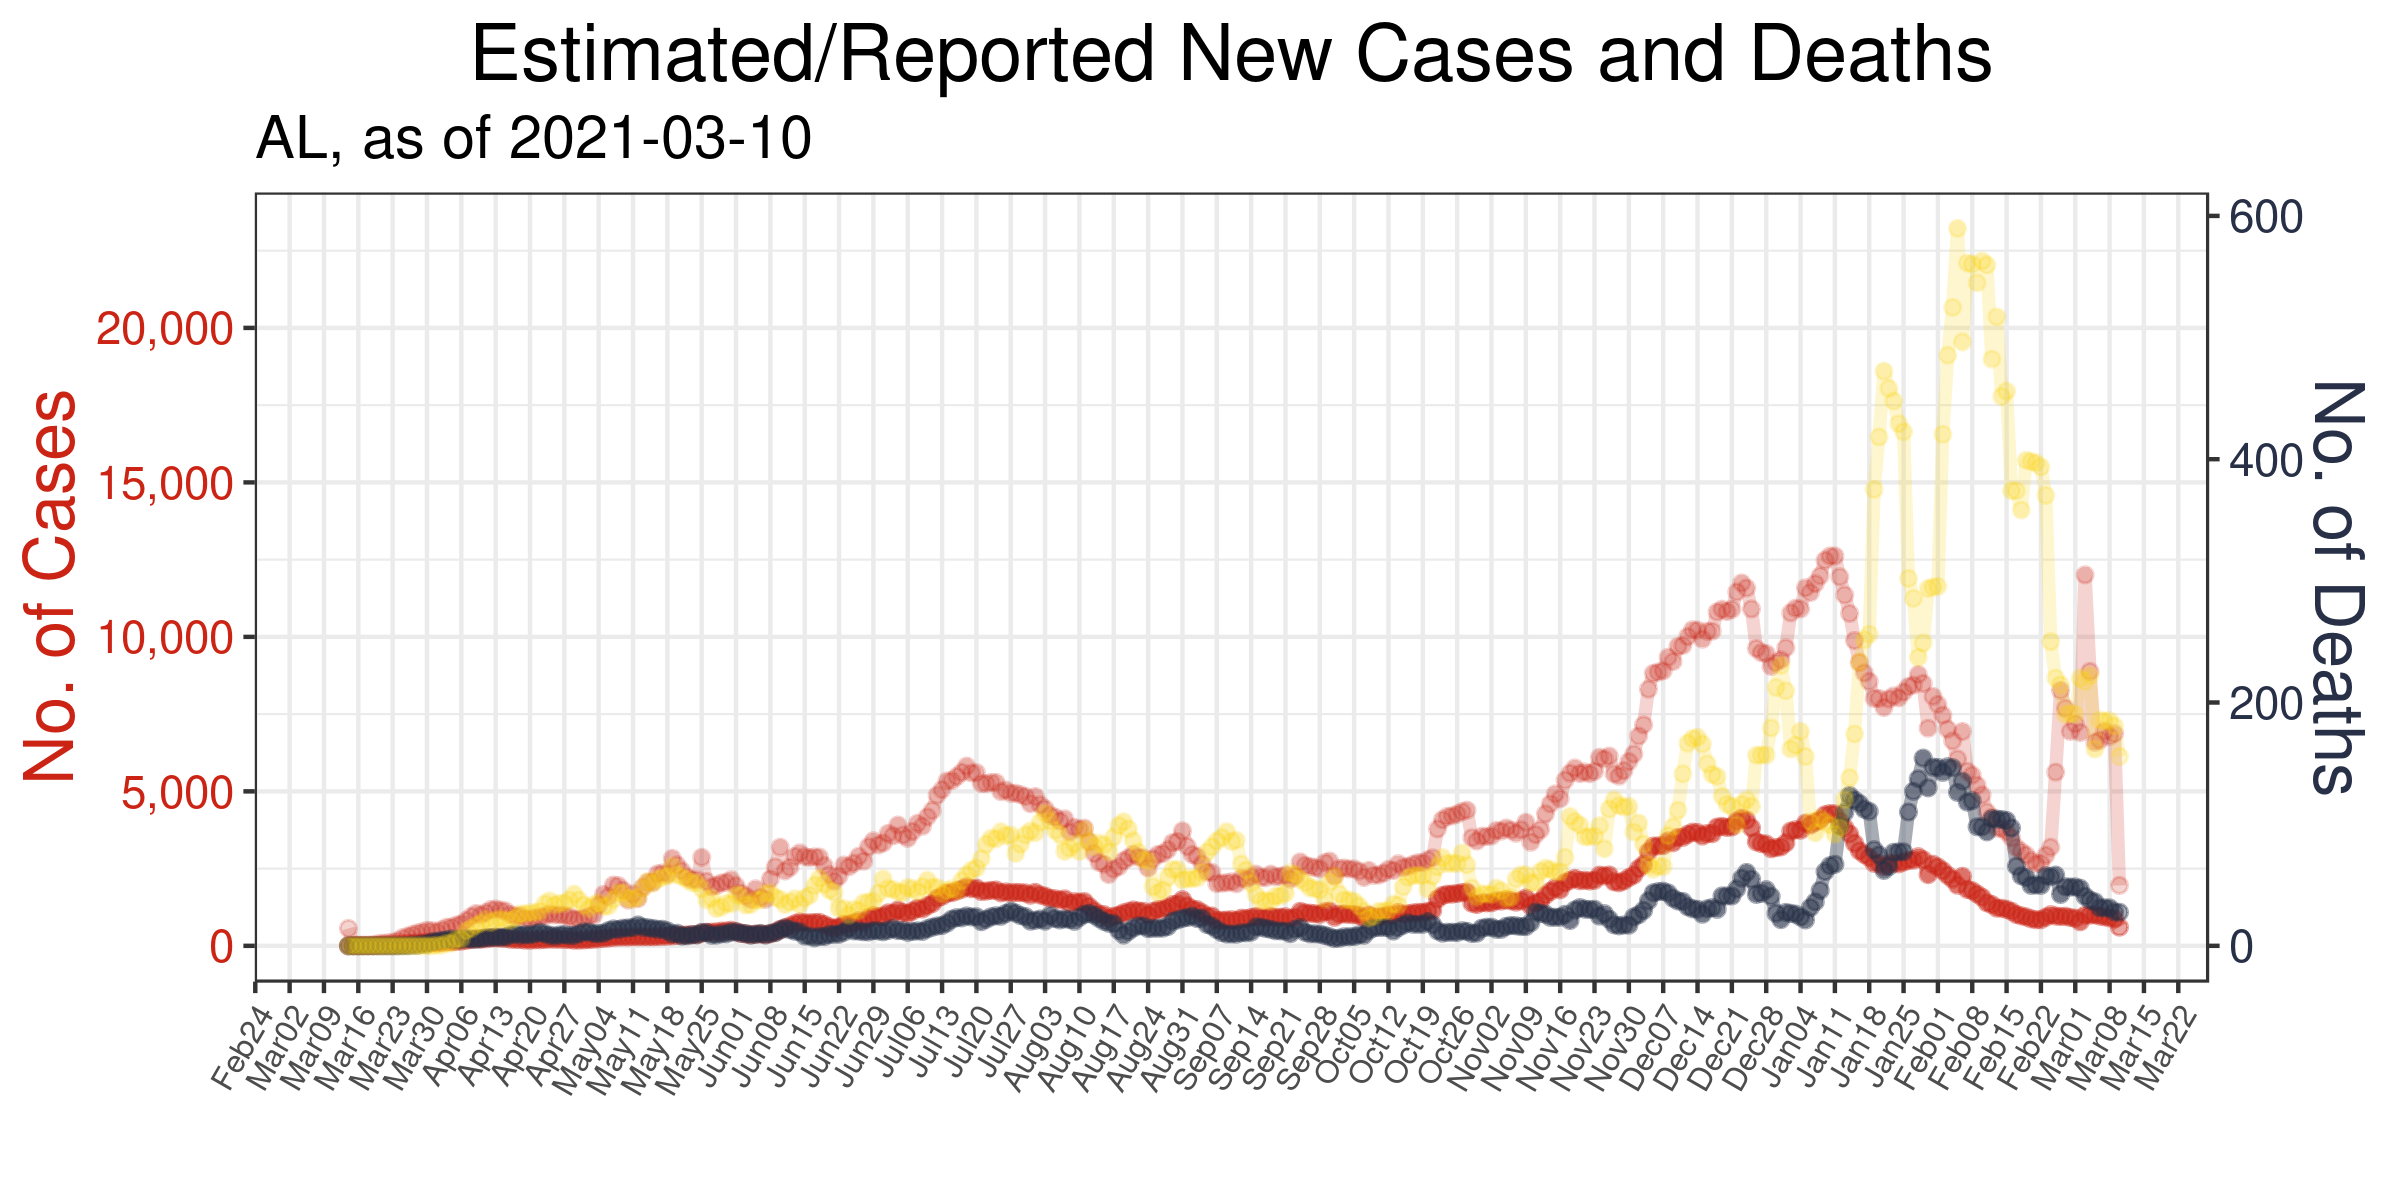 Estimated/Reported New Cases and Deaths
AL, as of 2021-03-10
No. of Cases
20,000
15,000
10,000
5,000
0
600
400
200
0
No. of Deaths
Feb24
Mar02
Mar09
Mar16
Mar23
Mar30
Apr06
Apr13
Apr20
Apr27
May04
May11
May18
May25
Jun01
Jun08
Jun15
Jun22
Jun29
Jul06
Jul13
Jul20
Jul27
Aug03
Aug10
Aug17
Aug24
Aug31
Sep07
Sep14
Sep21
Sep28
Oct05
Oct12
Oct19
Oct26
Nov02
Nov09
Nov16
Nov23
Nov30
Dec07
Dec14
Dec21
Dec28
Jan04
Jan11
Jan18
Jan25
Feb01
Feb08
Feb15
Feb22
Mar01
Mar08
Mar15
Mar22